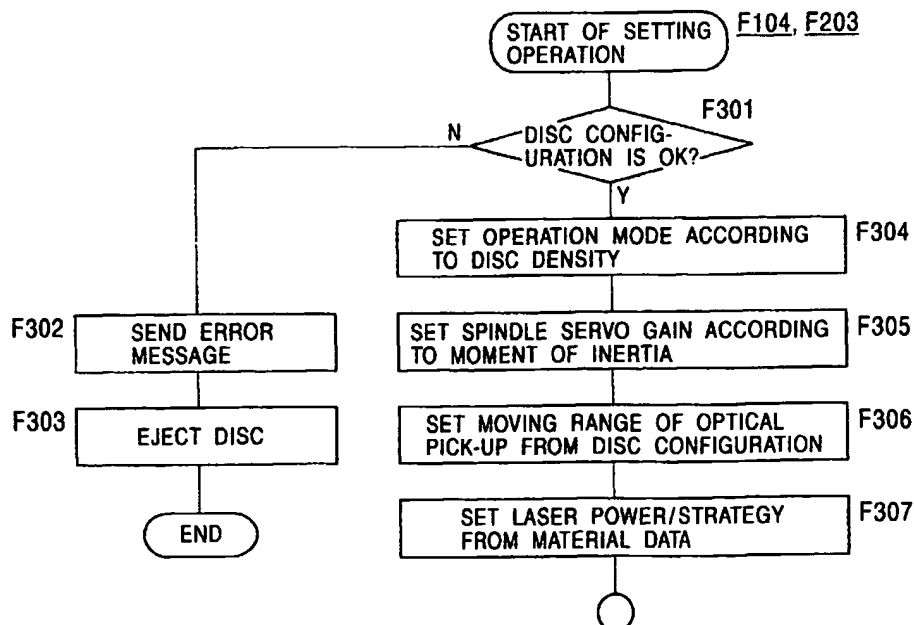 START OF SETTING
OPERATION
F104, F203
F301
N
DISC CONFIG-
URATION IS OK?
Y
SET OPERATION MODE ACCORDING
TO DISC DENSITY
F304
F302
SEND ERROR
MESSAGE
SET SPINDLE SERVO GAIN ACCORDING
TO MOMENT OF INERTIA
F305
F303
EJECT DISC
SET MOVING RANGE OF OPTICAL
PICK-UP FROM DISC CONFIGURATION
F306
END
SET LASER POWER/STRATEGY
FROM MATERIAL DATA
F307